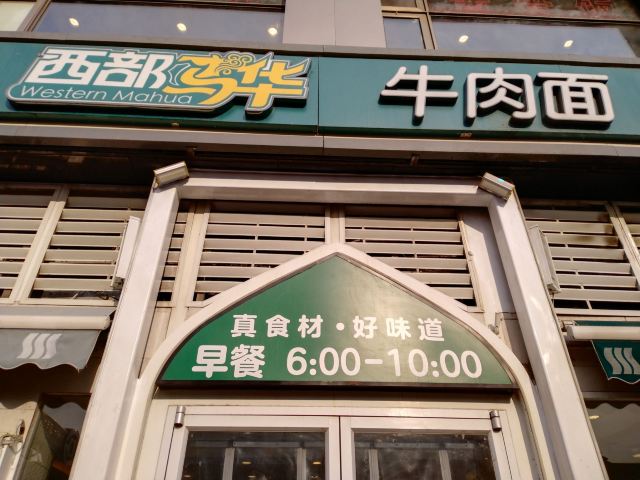 西部马华 牛肉面
Western Mahua
真食材·好味道
早餐 6:00-10:00